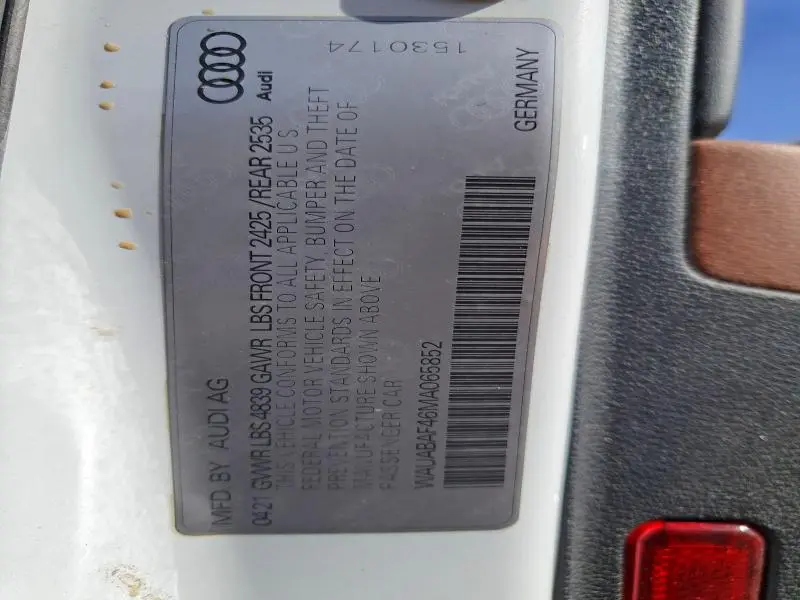 MFD BY AUDI AG
Audi
0421 GVWR LBS 4839 GAWR LBS FRONT 2425 / REAR 2535
THIS VEHICLE CONFORMS TO ALL APPLICABLE U.S.
FEDERAL MOTOR VEHICLE SAFETY, BUMPER AND THEFT
PREVENTION STANDARDS IN EFFECT ON THE DATE OF
MANUFACTURE SHOWN ABOVE
PASSENGER CAR
1530174
WAUABAF46MA065852
GERMANY